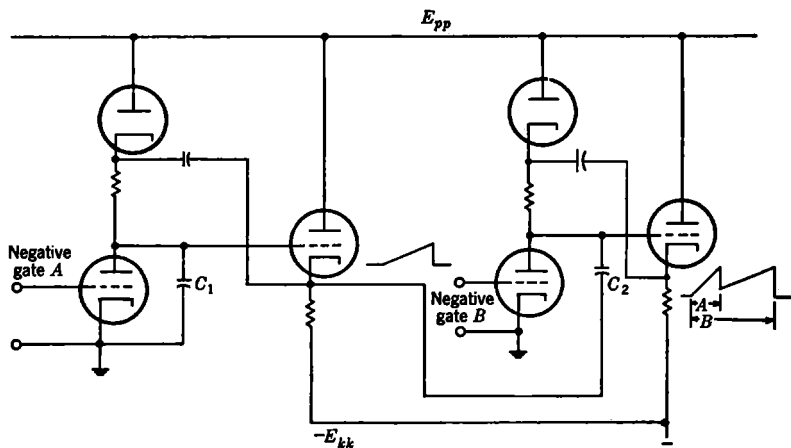 E_pp
Negative
gate A
C_1
Negative
gate B
C_2
A
B
-E_kk